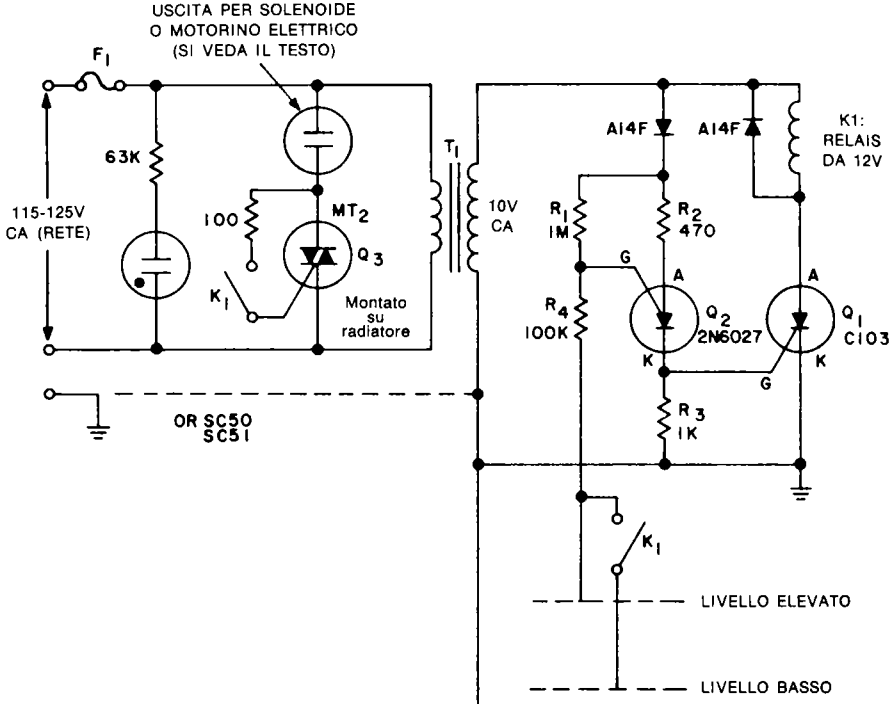 USCITA PER SOLENOIDE
O MOTORINO ELETTRICO
(SI VEDA IL TESTO)
F1
63K
100
MT2
Q3
K1
Montato
su
radiatore
115-125V
CA (RETE)
OR SC50
SC51
T1
10V
CA
A14F
A14F
K1:
RELAIS
DA 12V
R1
1M
R2
470
G
A
Q2
2N6027
K
R4
100K
A
Q1
C103
K
G
R3
1K
K1
LIVELLO ELEVATO
LIVELLO BASSO